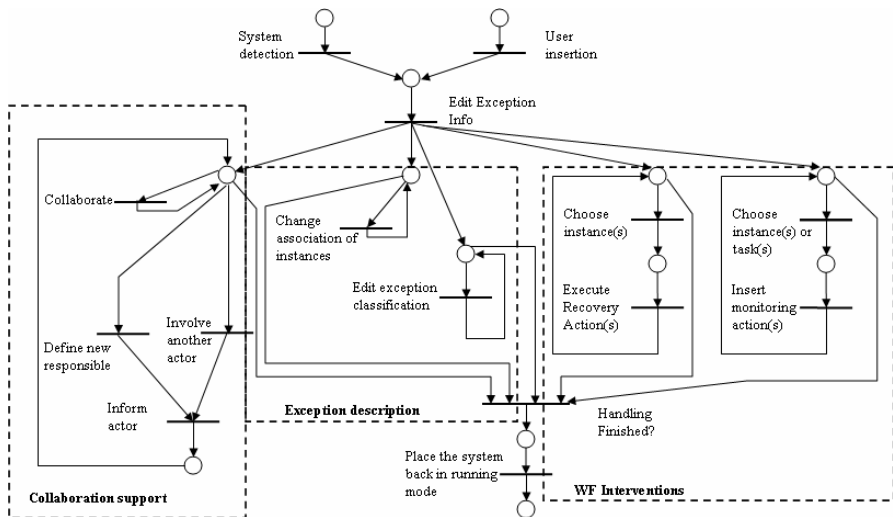 System
detection
User
insertion
Edit Exception
Info
Collaborate
Change
association of
instances
Choose
instance(s)
Choose
instance(s) or
task(s)
Edit exception
classification
Execute
Recovery
Action(s)
Insert
monitoring
action(s)
Define new
responsible
Involve
another
actor
Inform
actor
Exception description
Handling
Finished?
Place the system
back in running
mode
Collaboration support
WF Interventions